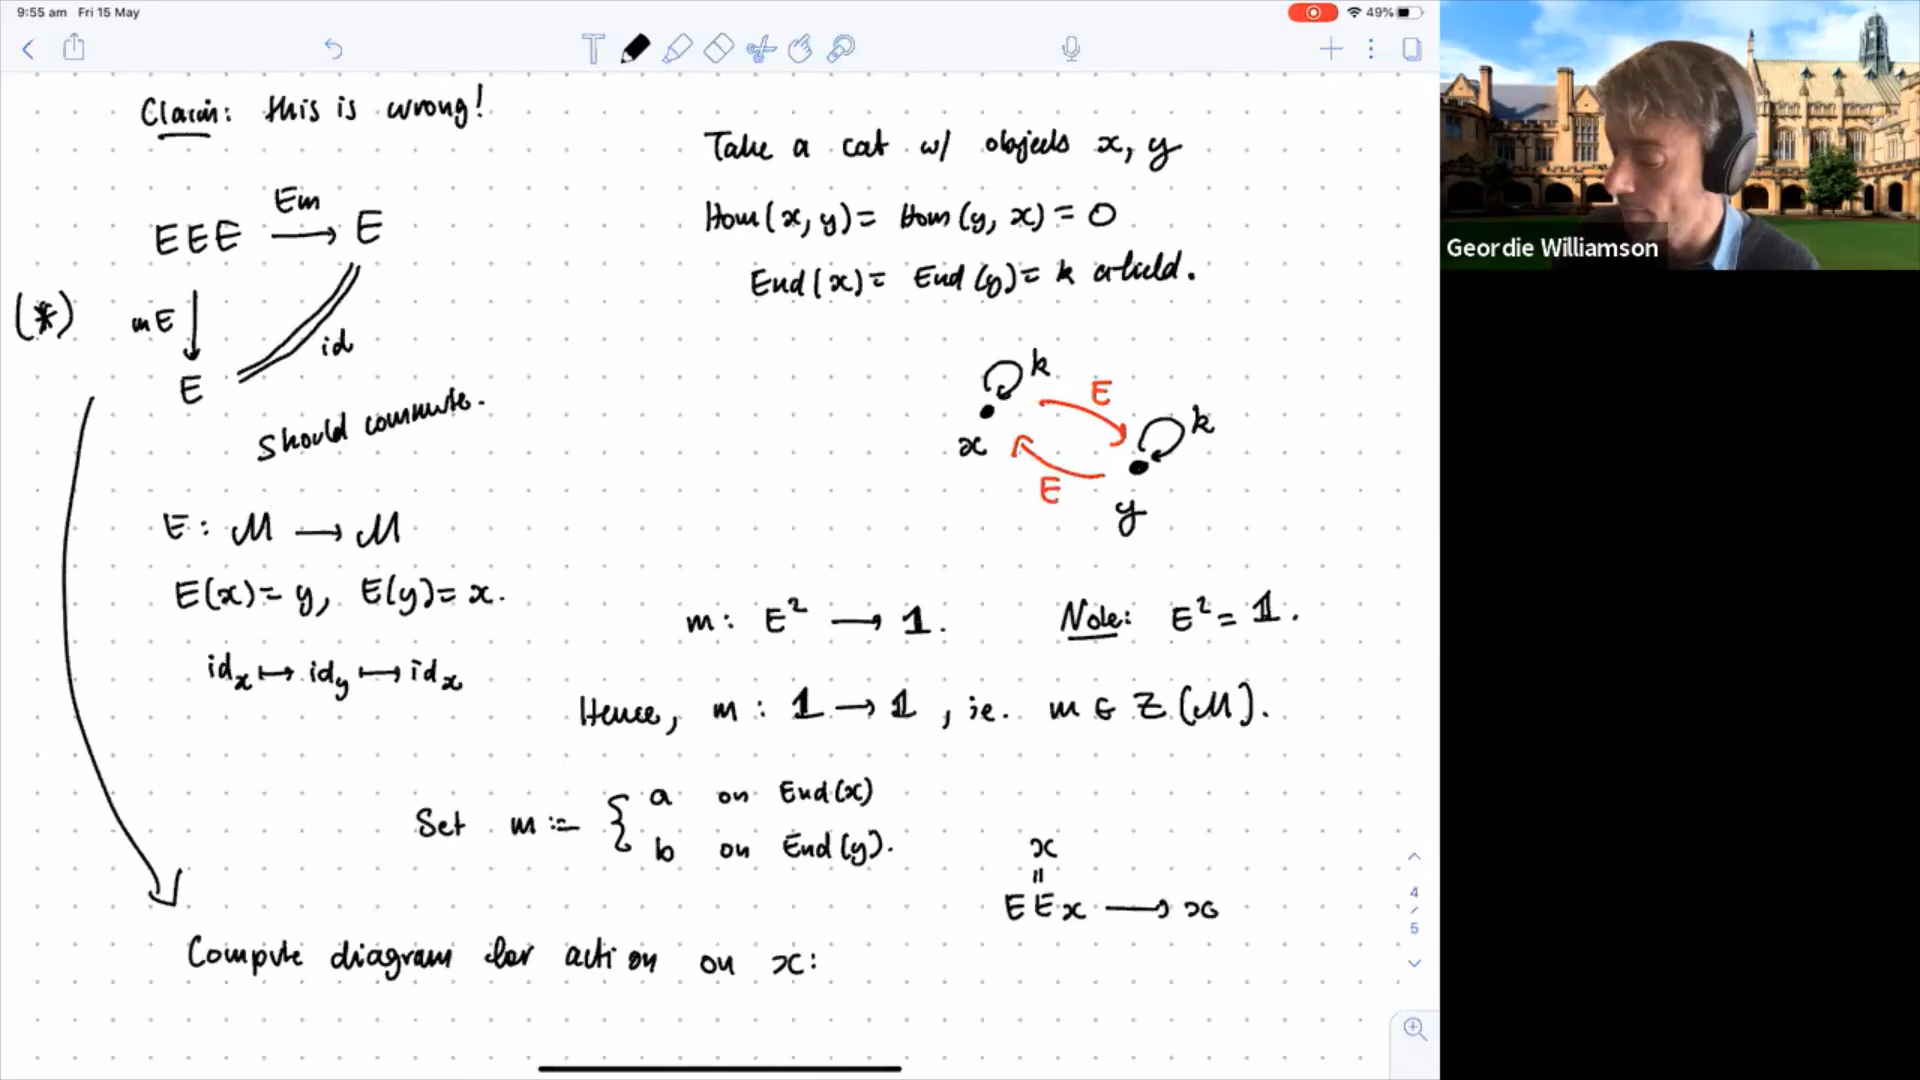 9:55 am Fri 15 May
49%
Claim: this is wrong!
Em
EEE → E
(*) mE ↓ id
E
should commute.
E: M → M
E(x) = y, E(y) = x.
id_x ↦ id_y ↦ id_x
Take a cat w/ objects x, y
Hom(x, y) = Hom(y, x) = 0
End(x) = End(y) = k a field.
k
E
x
k
E
y
m: E² → 1. Note: E² = 1.
Hence, m: 1 → 1, ie. m ∈ Z(M).
Set m := { a on End(x)
b on End(y).
x
=
EEx → x
Compute diagram for action on x:
4
/
5
Geordie Williamson